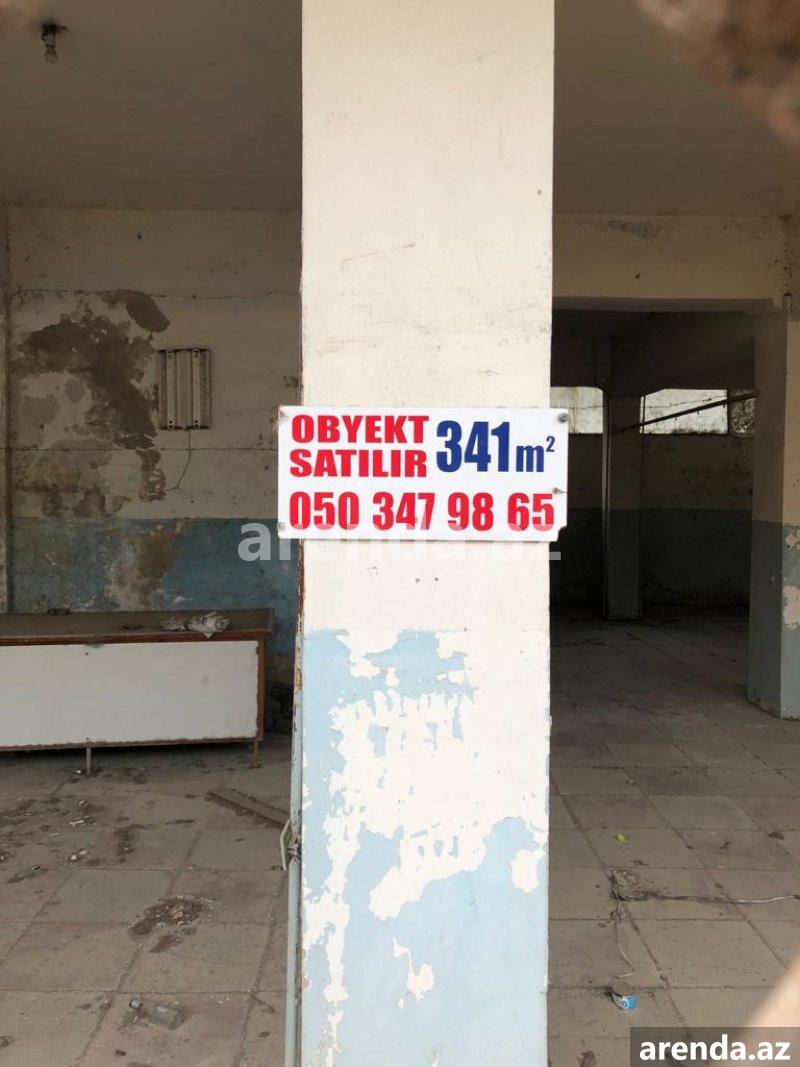 OBYEKT
SATILIR 341m²
050 347 98 65
arenda.az
arenda.az